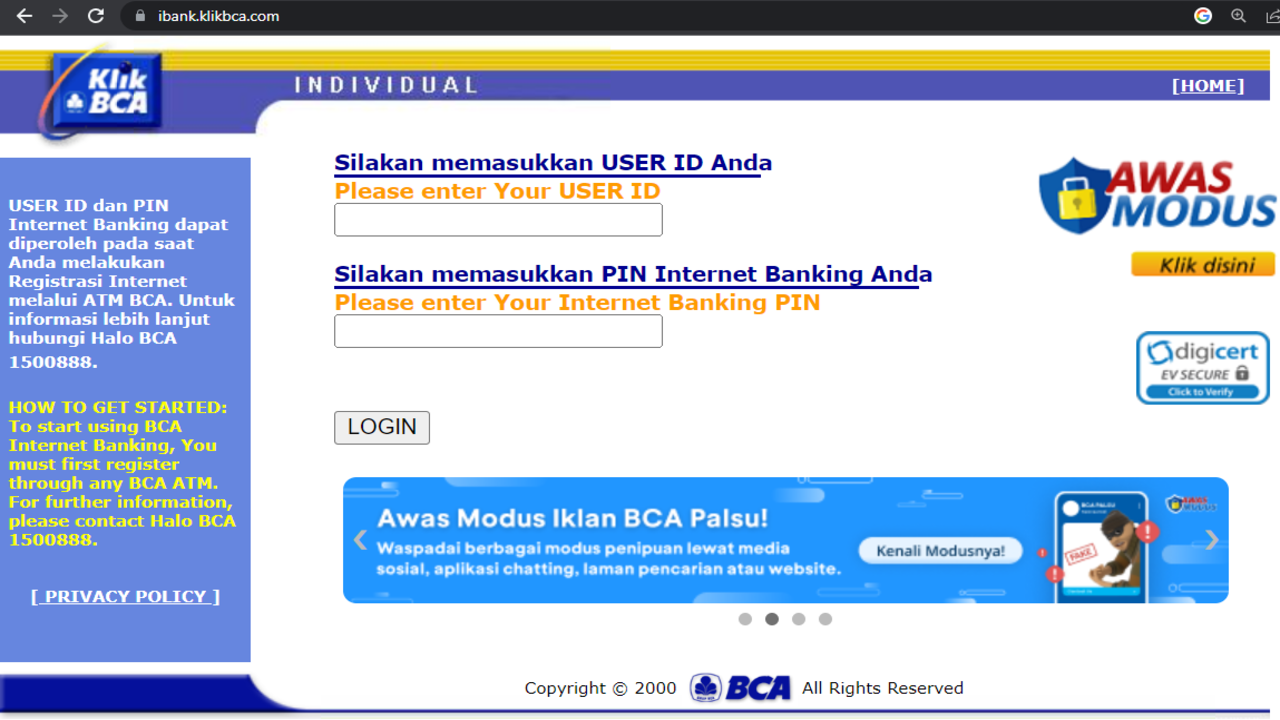 ibank.klikbca.com
Klik
BCA
INDIVIDUAL
[HOME]
USER ID dan PIN
Internet Banking dapat
diperoleh pada saat
Anda melakukan
Registrasi Internet
melalui ATM BCA. Untuk
informasi lebih lanjut
hubungi Halo BCA
1500888.
HOW TO GET STARTED:
To start using BCA
Internet Banking, You
must first register
through any BCA ATM.
For further information,
please contact Halo BCA
1500888.
[ PRIVACY POLICY ]
Silakan memasukkan USER ID Anda
Please enter Your USER ID
Silakan memasukkan PIN Internet Banking Anda
Please enter Your Internet Banking PIN
LOGIN
AWAS
MODUS
Klik disini
digicert
EV SECURE
Click to Verify
Awas Modus Iklan BCA Palsu!
Waspadai berbagai modus penipuan lewat media
sosial, aplikasi chatting, laman pencarian atau website.
Kenali Modusnya!
BCA PALSU
FAKE
AWAS
MODUS
Copyright © 2000 BCA All Rights Reserved